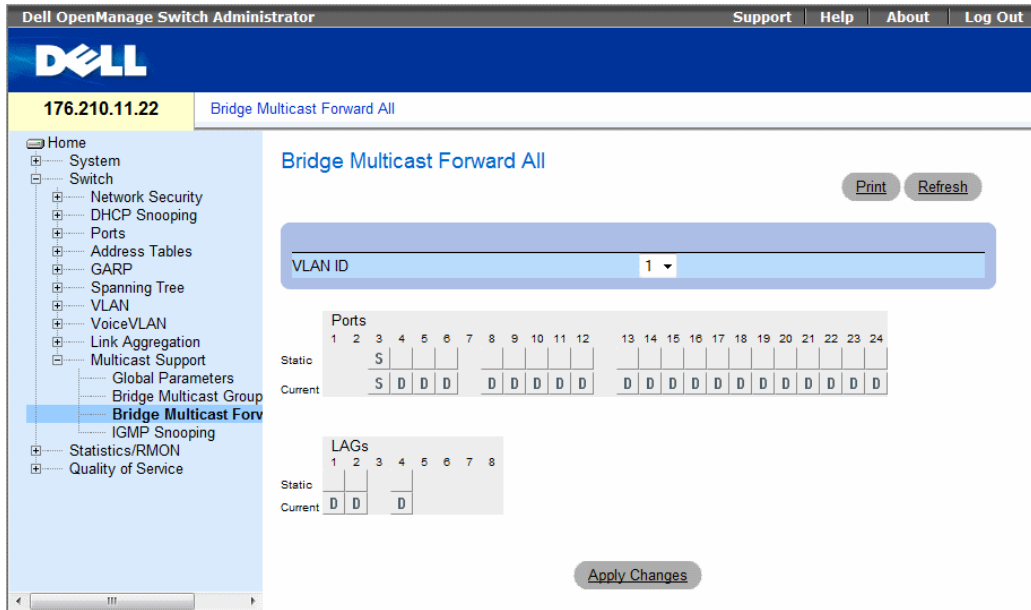 Dell OpenManage Switch Administrator Support Help About Log Out
DELL
176.210.11.22 Bridge Multicast Forward All
Home
System
Switch
Network Security
DHCP Snooping
Ports
Address Tables
GARP
Spanning Tree
VLAN
VoiceVLAN
Link Aggregation
Multicast Support
Global Parameters
Bridge Multicast Group
Bridge Multicast Forw
IGMP Snooping
Statistics/RMON
Quality of Service
Bridge Multicast Forward All
Print Refresh
VLAN ID 1
Ports
1 2 3 4 5 6 7 8 9 10 11 12 13 14 15 16 17 18 19 20 21 22 23 24
Static S
Current S D D D D D D D D D D D D D D D D D D D D
LAGs
1 2 3 4 5 6 7 8
Static
Current D D D
Apply Changes